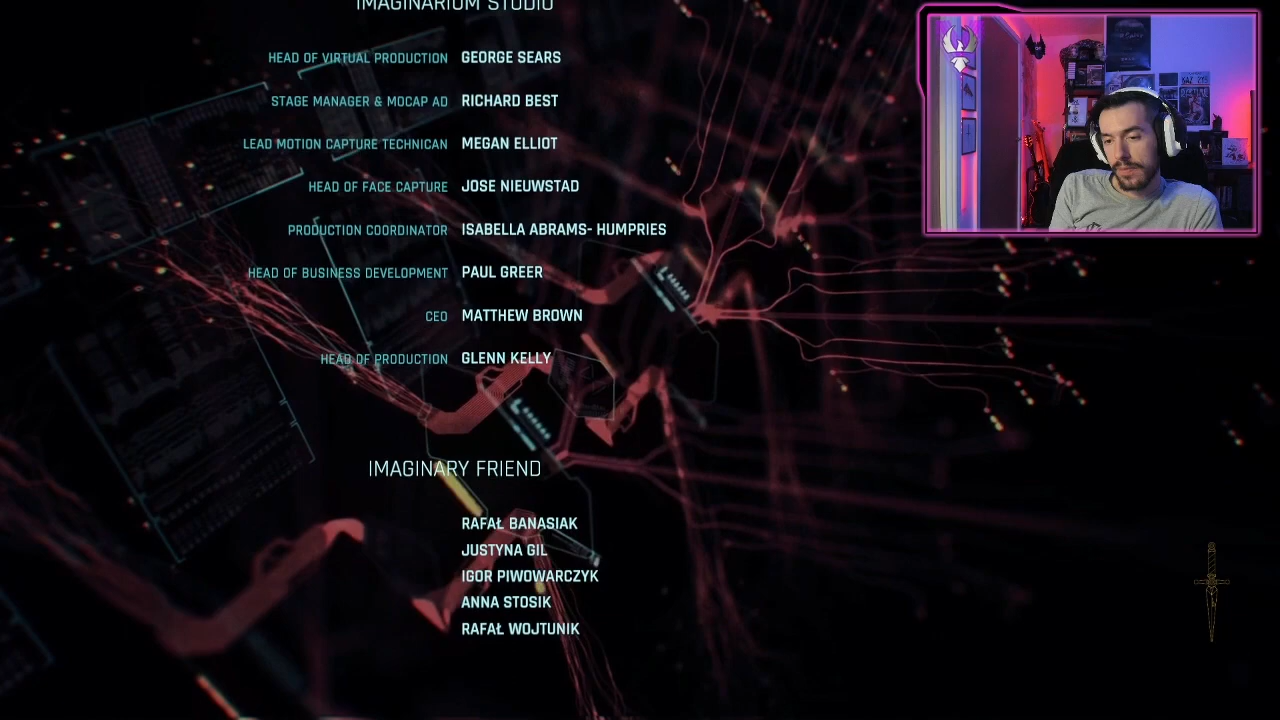 IMAGINARIUM STUDIO
HEAD OF VIRTUAL PRODUCTION GEORGE SEARS
STAGE MANAGER & MOCAP AD RICHARD BEST
LEAD MOTION CAPTURE TECHNICAN MEGAN ELLIOT
HEAD OF FACE CAPTURE JOSE NIEUWSTAD
PRODUCTION COORDINATOR ISABELLA ABRAMS- HUMPRIES
HEAD OF BUSINESS DEVELOPMENT PAUL GREER
CEO MATTHEW BROWN
HEAD OF PRODUCTION GLENN KELLY
IMAGINARY FRIEND
RAFAŁ BANASIAK
JUSTYNA GIL
IGOR PIWOWARCZYK
ANNA STOSIK
RAFAŁ WOJTUNIK